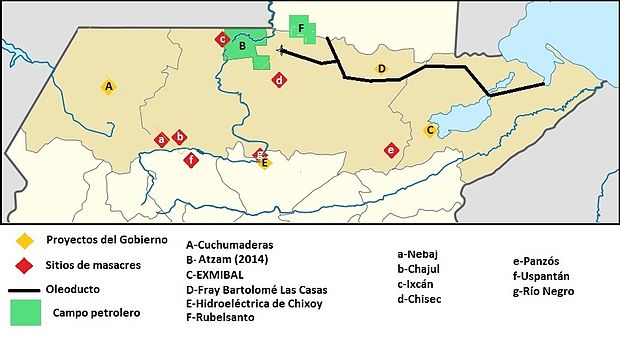 F
c
B
D
A
d
C
a
b
e
f
g
E
Proyectos del Gobierno
Sitios de masacres
Oleoducto
Campo petrolero
A-Cuchumaderas
B- Atzam (2014)
C-EXMIBAL
D-Fray Bartolomé Las Casas
E-Hidroeléctrica de Chixoy
F-Rubelsanto
a-Nebaj
b-Chajul
c-Ixcán
d-Chisec
e-Panzós
f-Uspantán
g-Río Negro